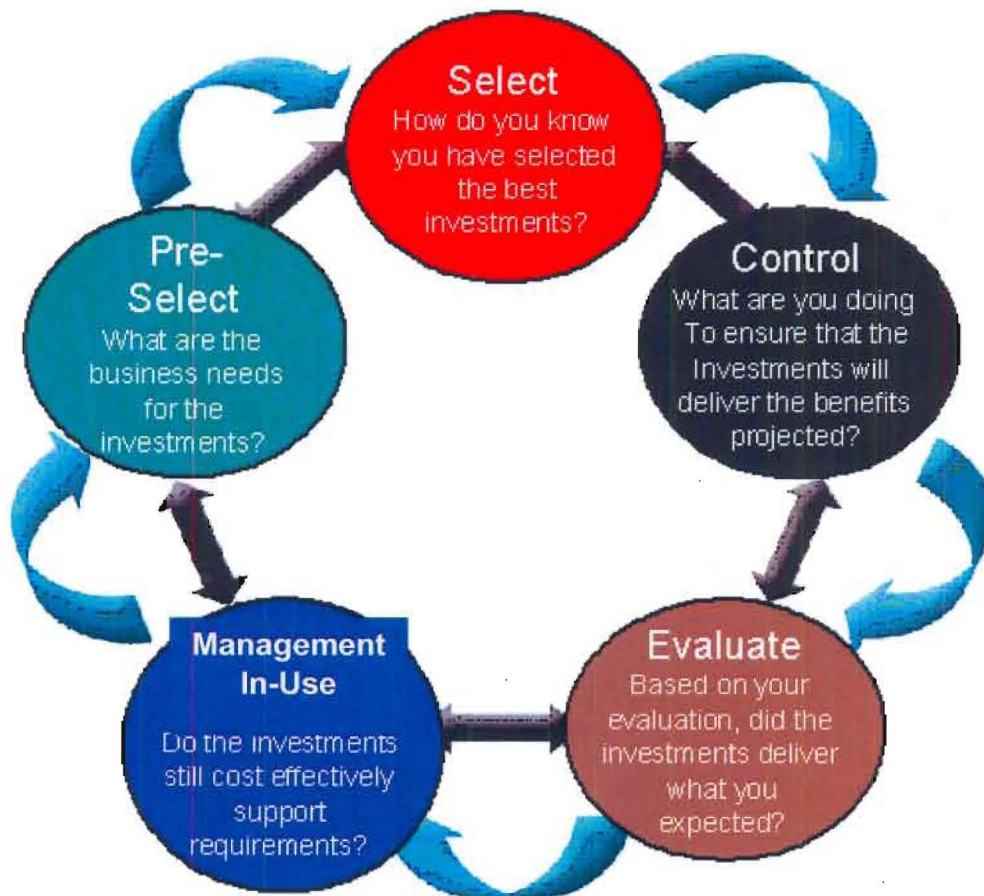 Select
How do you know
you have selected
the best
investments?
Pre-
Select
What are the
business needs
for the
investments?
Control
What are you doing
To ensure that the
Investments will
deliver the benefits
projected?
Management
In-Use
Do the investments
still cost effectively
support
requirements?
Evaluate
Based on your
evaluation, did the
investments deliver
what you
expected?